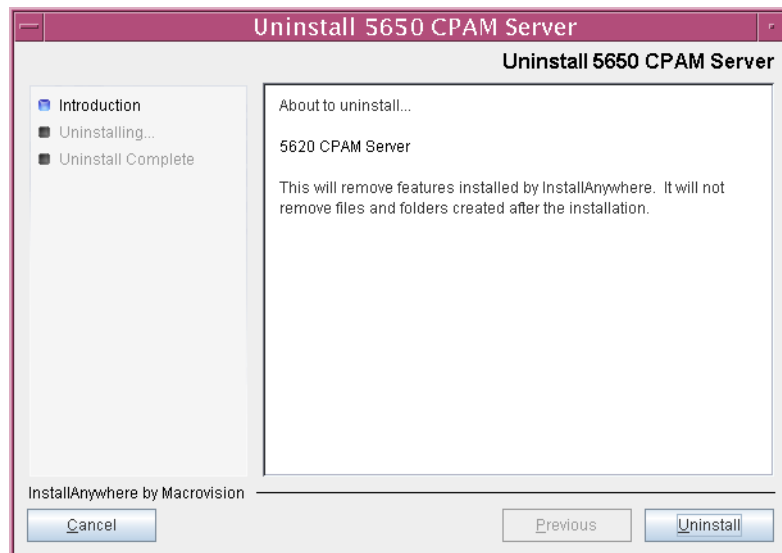 Uninstall 5650 CPAM Server
Uninstall 5650 CPAM Server
Introduction
Uninstalling...
Uninstall Complete
About to uninstall...
5620 CPAM Server
This will remove features installed by InstallAnywhere. It will not
remove files and folders created after the installation.
InstallAnywhere by Macrovision
Cancel
Previous
Uninstall